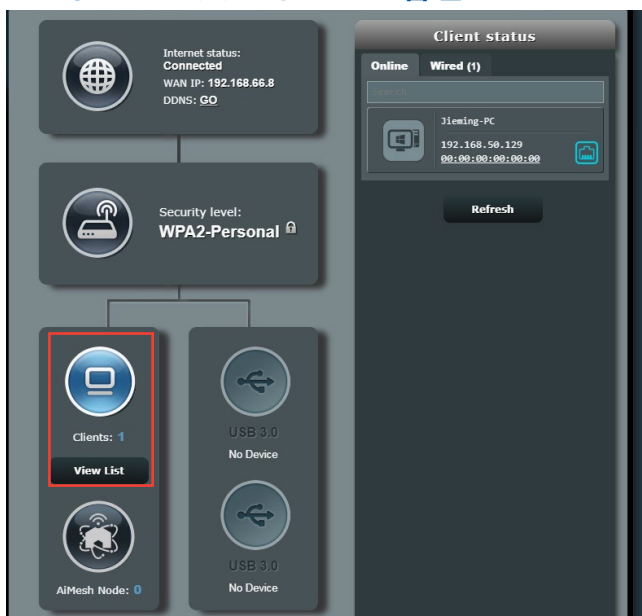 Internet status:
Connected
WAN IP: 192.168.66.8
DDNS: GO
Security level:
WPA2-Personal
Clients: 1
View List
AiMesh Node: 0
USB 3.0
No Device
USB 3.0
No Device
Client status
Online
Wired (1)
Search
Jieming-PC
192.168.50.129
00:00:00:00:00:00
Refresh